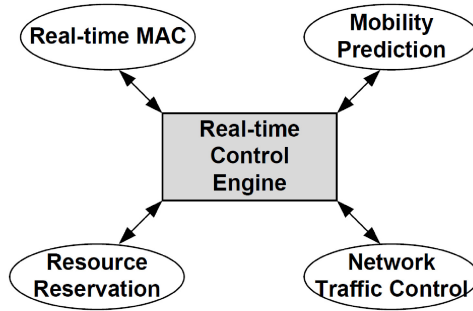 Real-time MAC
Mobility
Prediction
Real-time
Control
Engine
Resource
Reservation
Network
Traffic Control